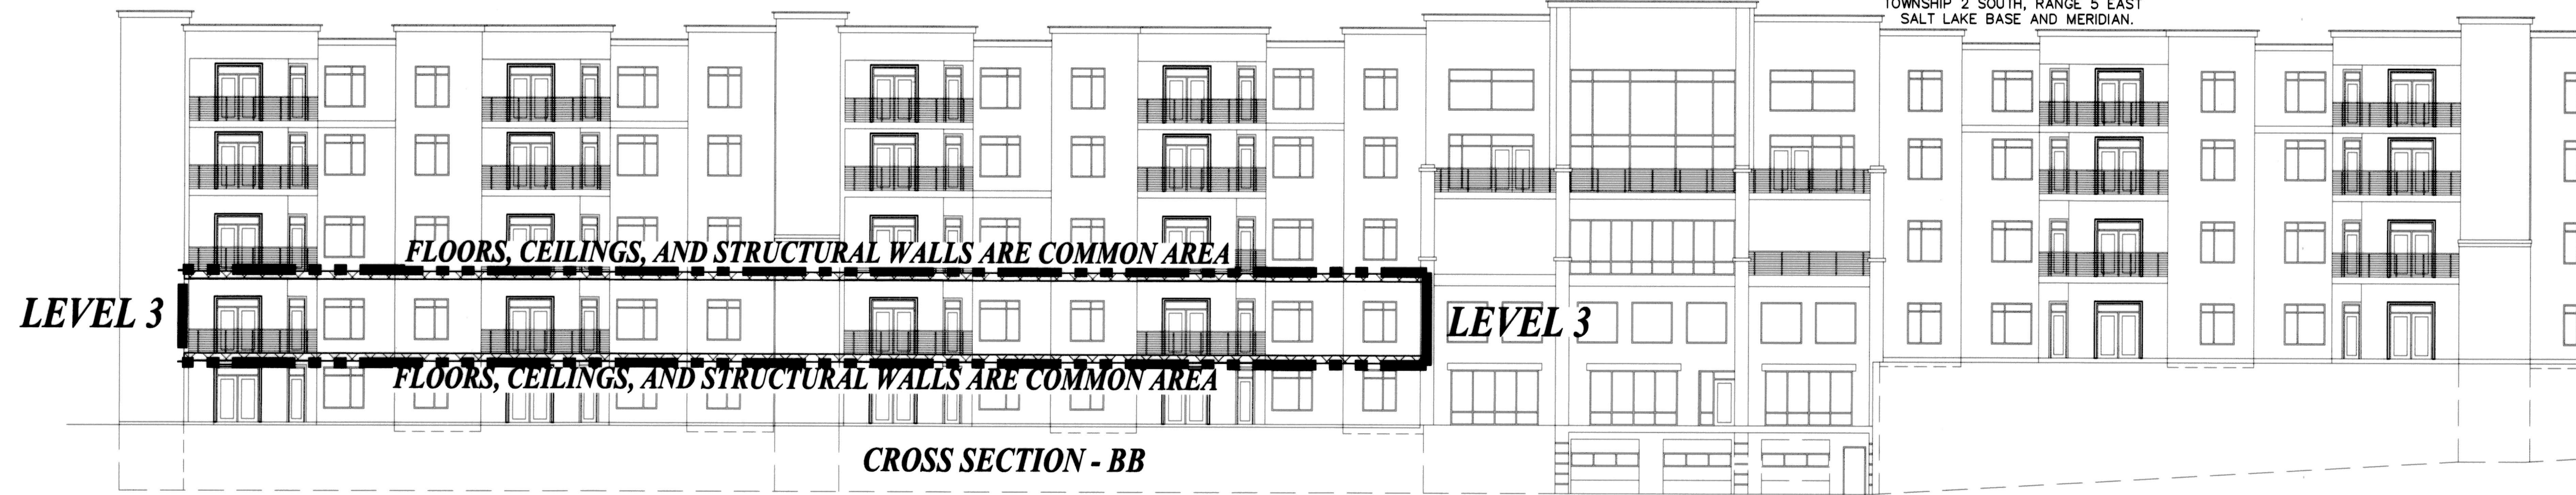 TOWNSHIP 2 SOUTH, RANGE 5 EAST
SALT LAKE BASE AND MERIDIAN.
FLOORS, CEILINGS, AND STRUCTURAL WALLS ARE COMMON AREA
LEVEL 3
LEVEL 3
FLOORS, CEILINGS, AND STRUCTURAL WALLS ARE COMMON AREA
CROSS SECTION - BB